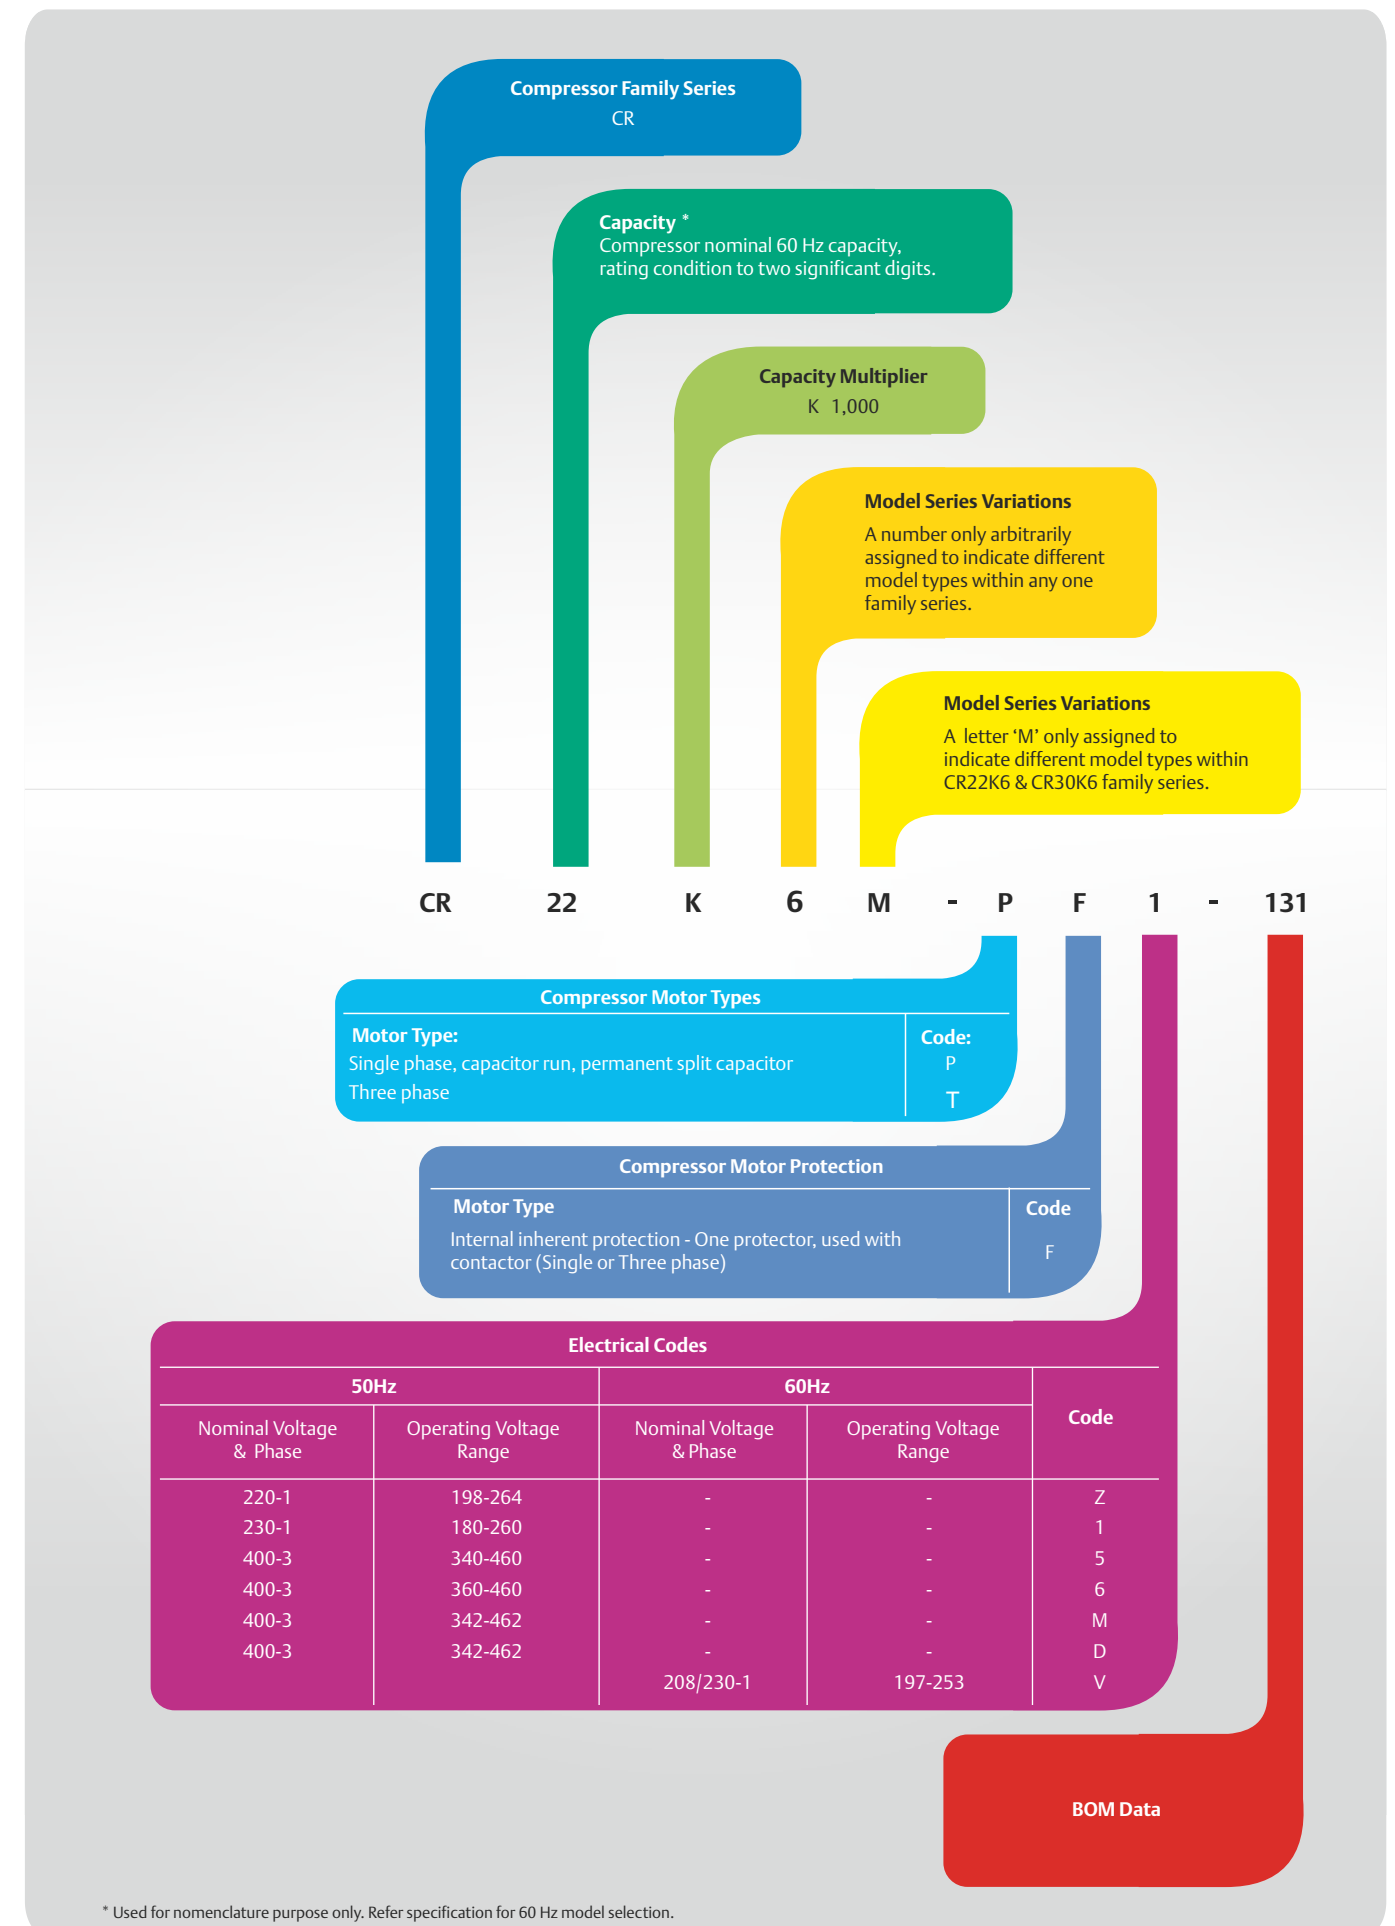 Compressor Family Series
CR
Capacity *
Compressor nominal 60 Hz capacity,
rating condition to two significant digits.
Capacity Multiplier
K 1,000
Model Series Variations
A number only arbitrarily
assigned to indicate different
model types within any one
family series.
Model Series Variations
A letter ‘M’ only assigned to
indicate different model types within
CR22K6 & CR30K6 family series.
CR 22 K 6 M - P F 1 - 131
Compressor Motor Types
Motor Type: Code:
Single phase, capacitor run, permanent split capacitor P
Three phase T
Compressor Motor Protection
Motor Type Code
Internal inherent protection - One protector, used with
contactor (Single or Three phase) F
Electrical Codes
50Hz 60Hz Code
Nominal Voltage Operating Voltage Nominal Voltage Operating Voltage
& Phase Range & Phase Range
220-1 198-264 - - Z
230-1 180-260 - - 1
400-3 340-460 - - 5
400-3 360-460 - - 6
400-3 342-462 - - M
400-3 342-462 - - D
208/230-1 197-253 V
BOM Data
* Used for nomenclature purpose only. Refer specification for 60 Hz model selection.